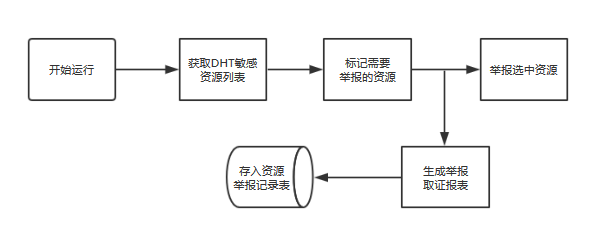 开始运行
获取DHT敏感
资源列表
标记需要
举报的资源
举报选中资源
生成举报
取证报表
存入资源
举报记录表